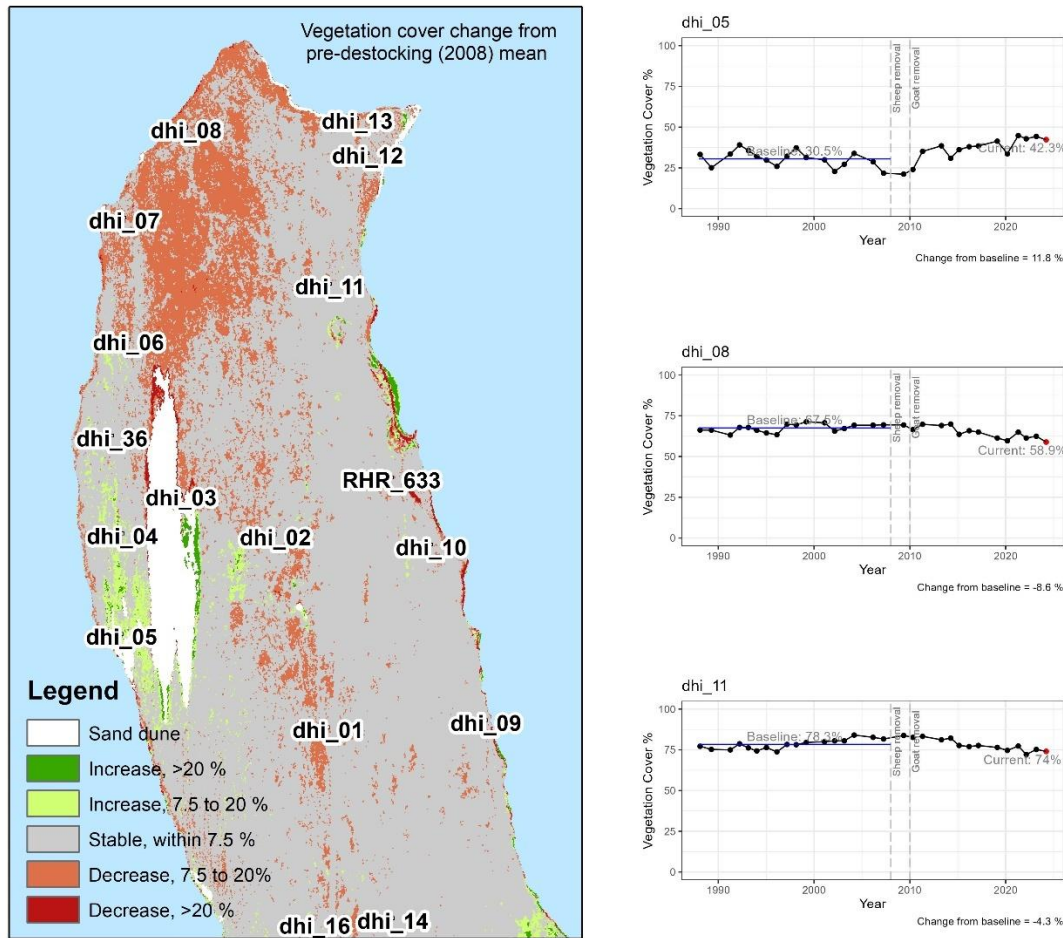 Vegetation cover change from
pre-destocking (2008) mean
dhi_08
dhi_13
dhi_12
dhi_07
dhi_11
dhi_06
dhi_36
RHR_633
dhi_03
dhi_04
dhi_02
dhi_10
dhi_05
dhi_01
dhi_09
dhi_16
dhi_14
Legend
Sand dune
Increase, >20 %
Increase, 7.5 to 20 %
Stable, within 7.5 %
Decrease, 7.5 to 20%
Decrease, >20 %
dhi_05
Vegetation Cover %
100
75
50
25
0
Baseline: 30.5%
Sheep removal
Goat removal
Current: 42.3%
1990
2000
2010
2020
Year
Change from baseline = 11.8 %
dhi_08
Vegetation Cover %
100
75
50
25
0
Baseline: 67.5%
Sheep removal
Goat removal
Current: 58.9%
1990
2000
2010
2020
Year
Change from baseline = -8.6 %
dhi_11
Vegetation Cover %
100
75
50
25
0
Baseline: 78.3%
Sheep removal
Goat removal
Current: 74%
1990
2000
2010
2020
Year
Change from baseline = -4.3 %